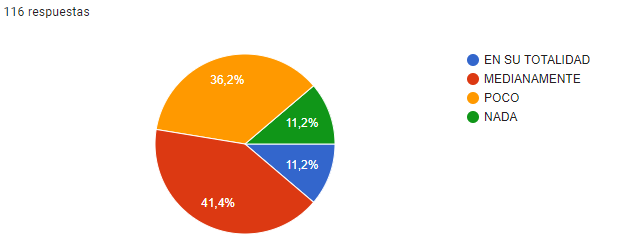 116 respuestas
EN SU TOTALIDAD
MEDIANAMENTE
POCO
NADA
36,2%
11,2%
11,2%
41,4%